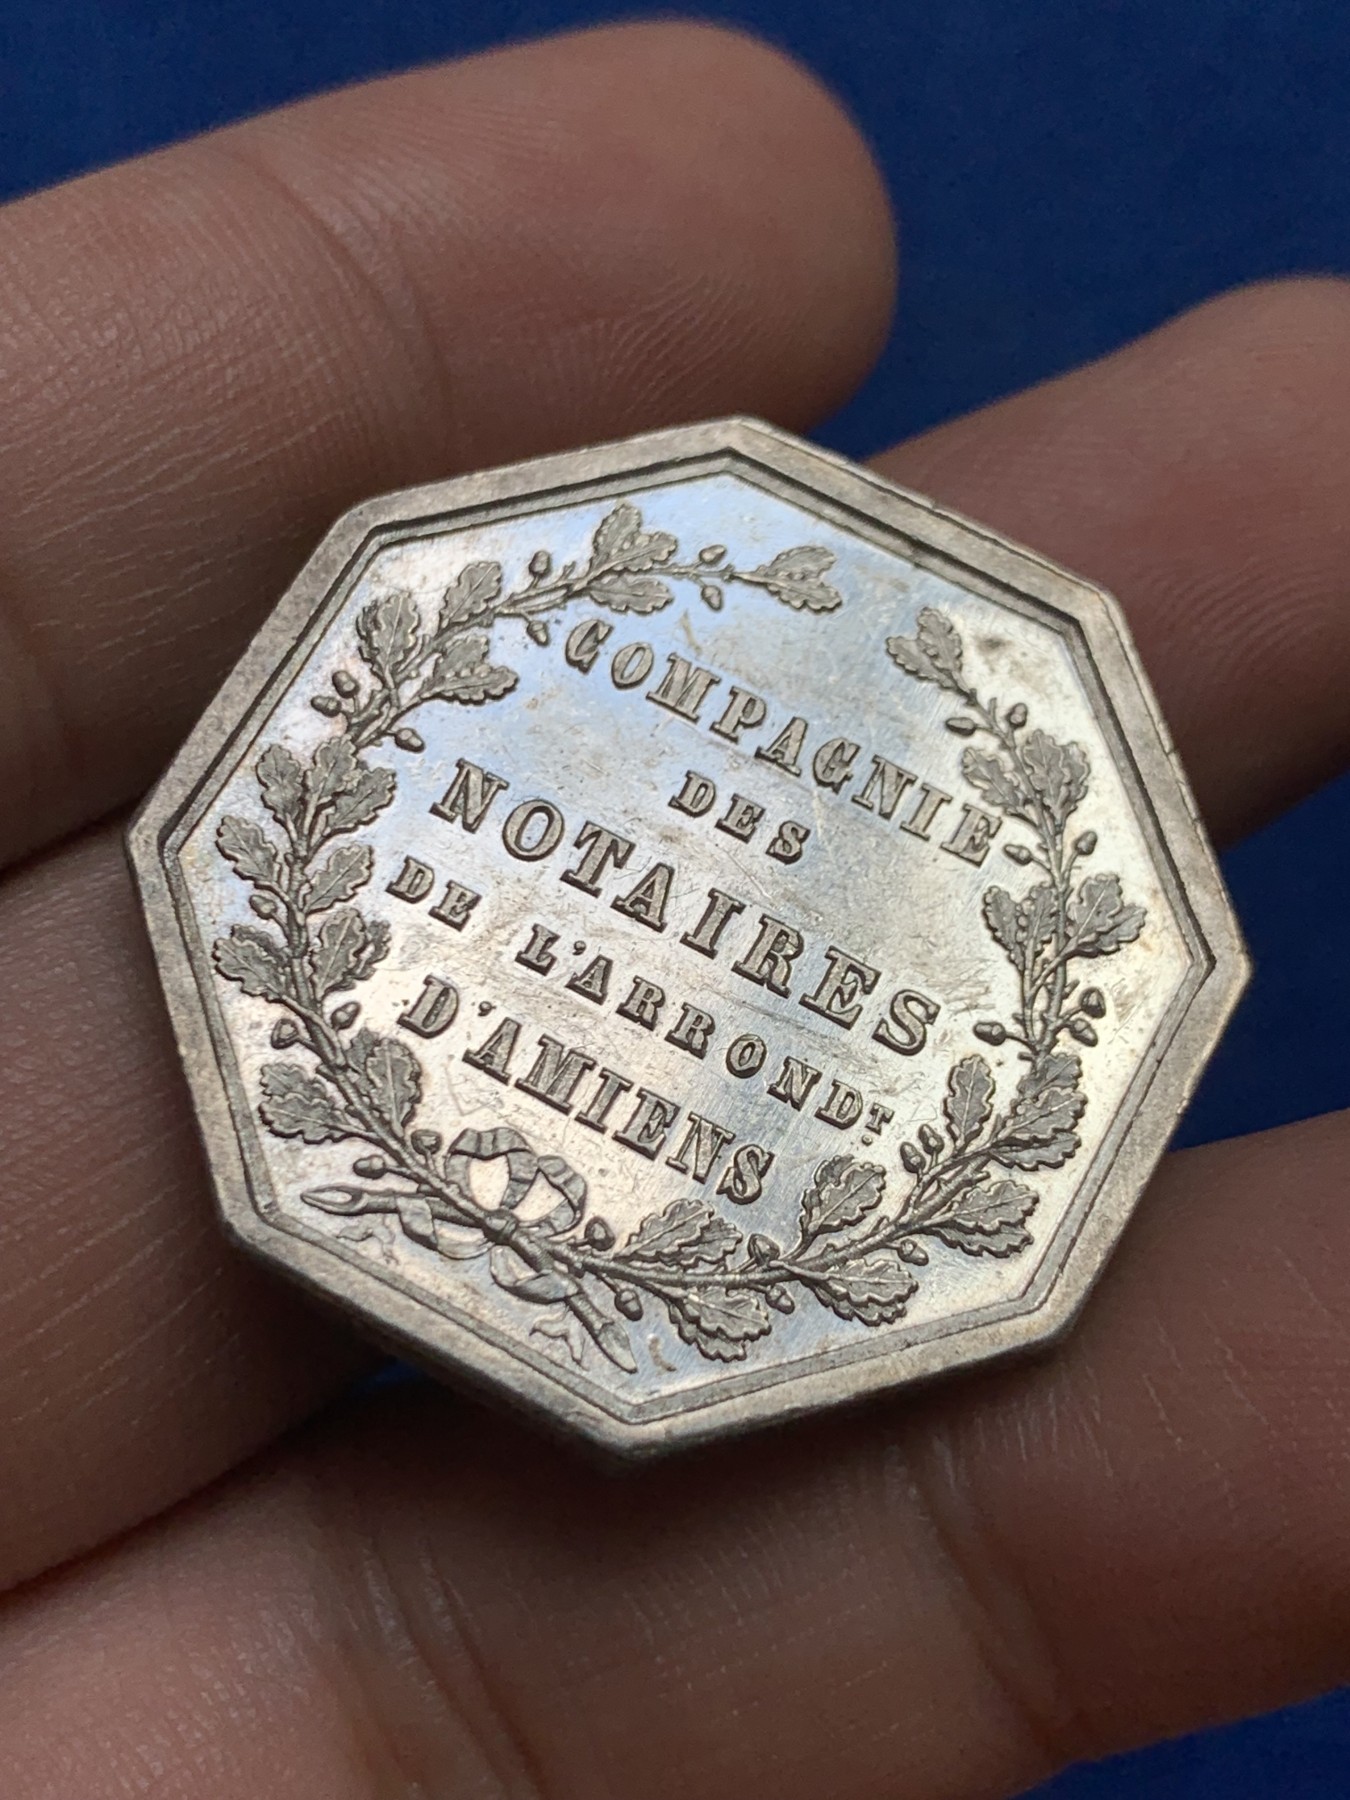 COMPAGNIE
DES
NOTAIRES
DE L'ARRONDT.
D'AMIENS